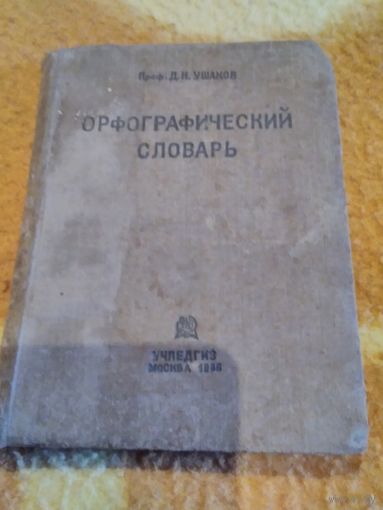 Проф. Д. Н. УШАКОВ
ОРФОГРАФИЧЕСКИЙ
СЛОВАРЬ
УЧПЕДГИЗ
МОСКВА